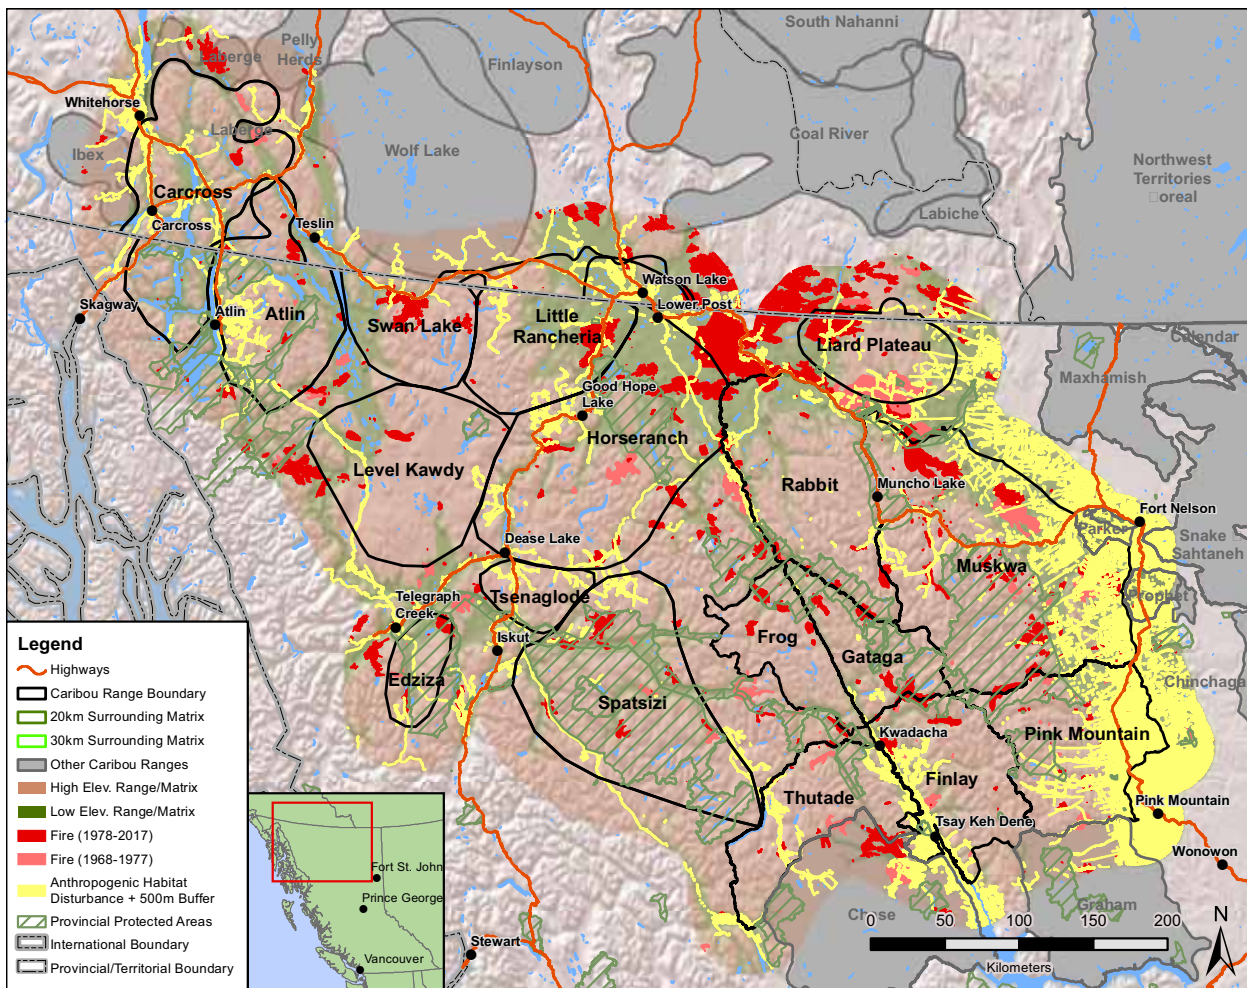 South Nahanni
Pelly
Herds
Laberge
Finlayson
Whitehorse
Laberge
Coal River
Ibex
Wolf Lake
Northwest
Territories
□oreal
Carcross
Carcross
Labiche
Teslin
Skagway
Atlin
Atlin
Watson Lake
Lower Post
Swan Lake
Little
Rancheria
Liard Plateau
Calendar
Maxhamish
Good Hope
Lake
Horseranch
Level Kawdy
Rabbit
Muncho Lake
Fort Nelson
Parker
Snake
Sahtaneh
Dease Lake
Muskwa
Prophet
Telegraph
Creek
Tsenaglode
Iskut
Frog
Gataga
Edziza
Spatsizi
Chinchaga
Kwadacha
Pink Mountain
Finlay
Thutade
Pink Mountain
Tsay Keh Dene
Wonowon
Graham
Chase
Stewart
Legend
Highways
Caribou Range Boundary
20km Surrounding Matrix
30km Surrounding Matrix
Other Caribou Ranges
High Elev. Range/Matrix
Low Elev. Range/Matrix
Fire (1978-2017)
Fire (1968-1977)
Anthropogenic Habitat
Disturbance + 500m Buffer
Provincial Protected Areas
International Boundary
Provincial/Territorial Boundary
Fort St. John
Prince George
Vancouver
0 50 100 150 200
Kilometers
N